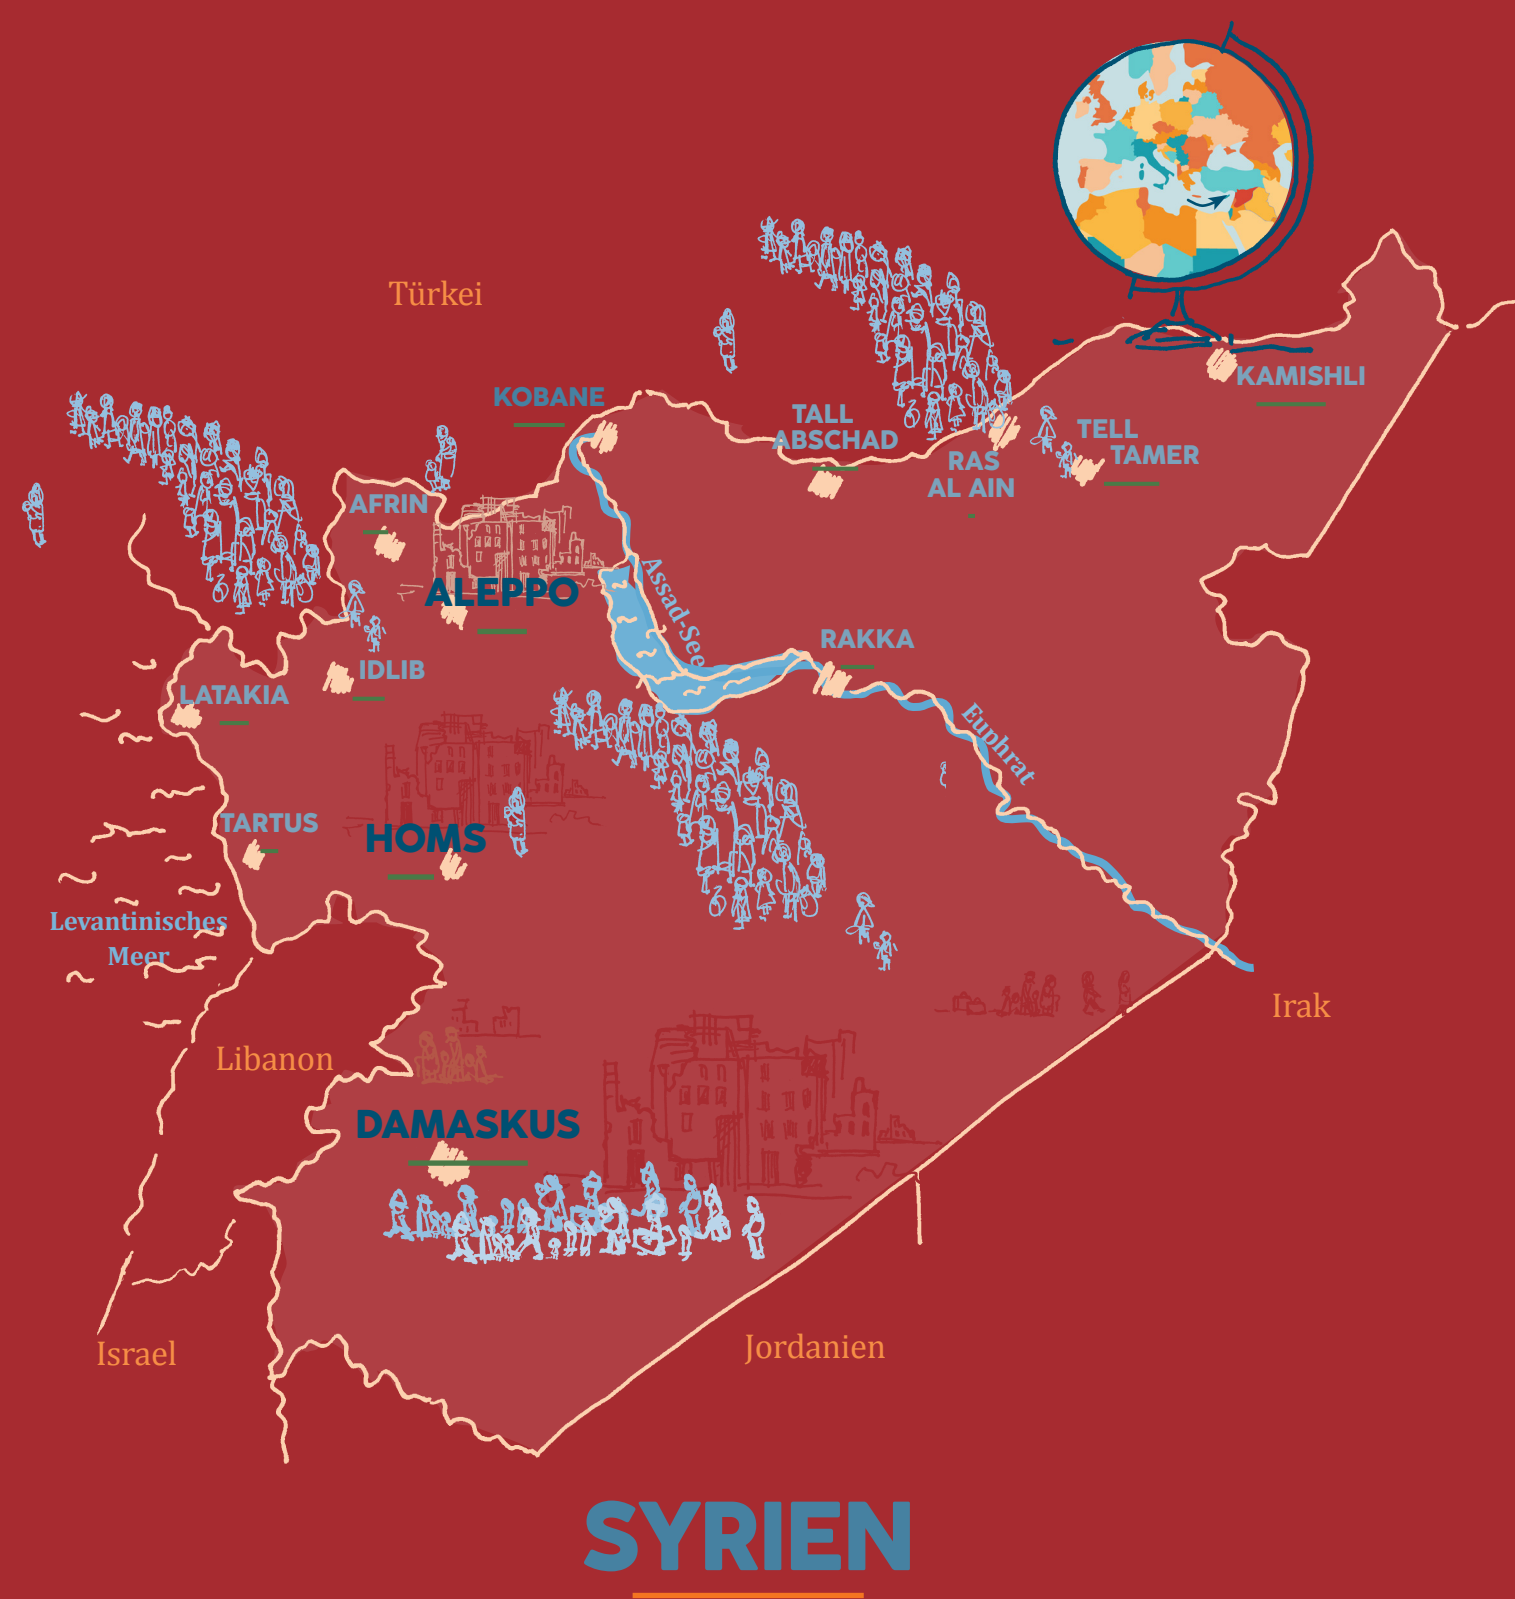 Türkei
KOBANE
KAMISHLI
TALL
ABSCHAD
TELL
TAMER
RAS
AL AIN
AFRIN
ALEPPO
Assad-See
RAKKA
IDLIB
LATAKIA
Euphrat
TARTUS
HOMS
Levantinisches
Meer
Irak
Libanon
DAMASKUS
Israel
Jordanien
SYRIEN